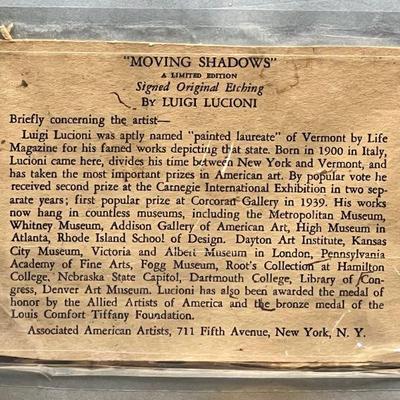 "MOVING SHADOWS"
A LIMITED EDITION
Signed Original Etching
BY LUIGI LUCIONI
Briefly concerning the artist—
Luigi Lucioni was aptly named "painted laureate" of Vermont by Life
Magazine for his famed works depicting that state. Born in 1900 in Italy,
Lucioni came here, divides his time between New York and Vermont, and
has taken the most important prizes in American art. By popular vote he
received second prize at the Carnegie International Exhibition in two sep-
arate years; first popular prize at Corcoran Gallery in 1939. His works
now hang in countless museums, including the Metropolitan Museum,
Whitney Museum, Addison Gallery of American Art, High Museum in
Atlanta, Rhode Island School of Design. Dayton Art Institute, Kansas
City Museum, Victoria and Albert Museum in London, Pennsylvania
Academy of Fine Arts, Fogg Museum, Root's Collection at Hamilton
College, Nebraska State Capitol, Dartmouth College, Library of Con-
gress, Denver Art Museum. Lucioni has also been awarded the medal of
honor by the Allied Artists of America and the bronze medal of the
Louis Comfort Tiffany Foundation.
Associated American Artists, 711 Fifth Avenue, New York, N. Y.